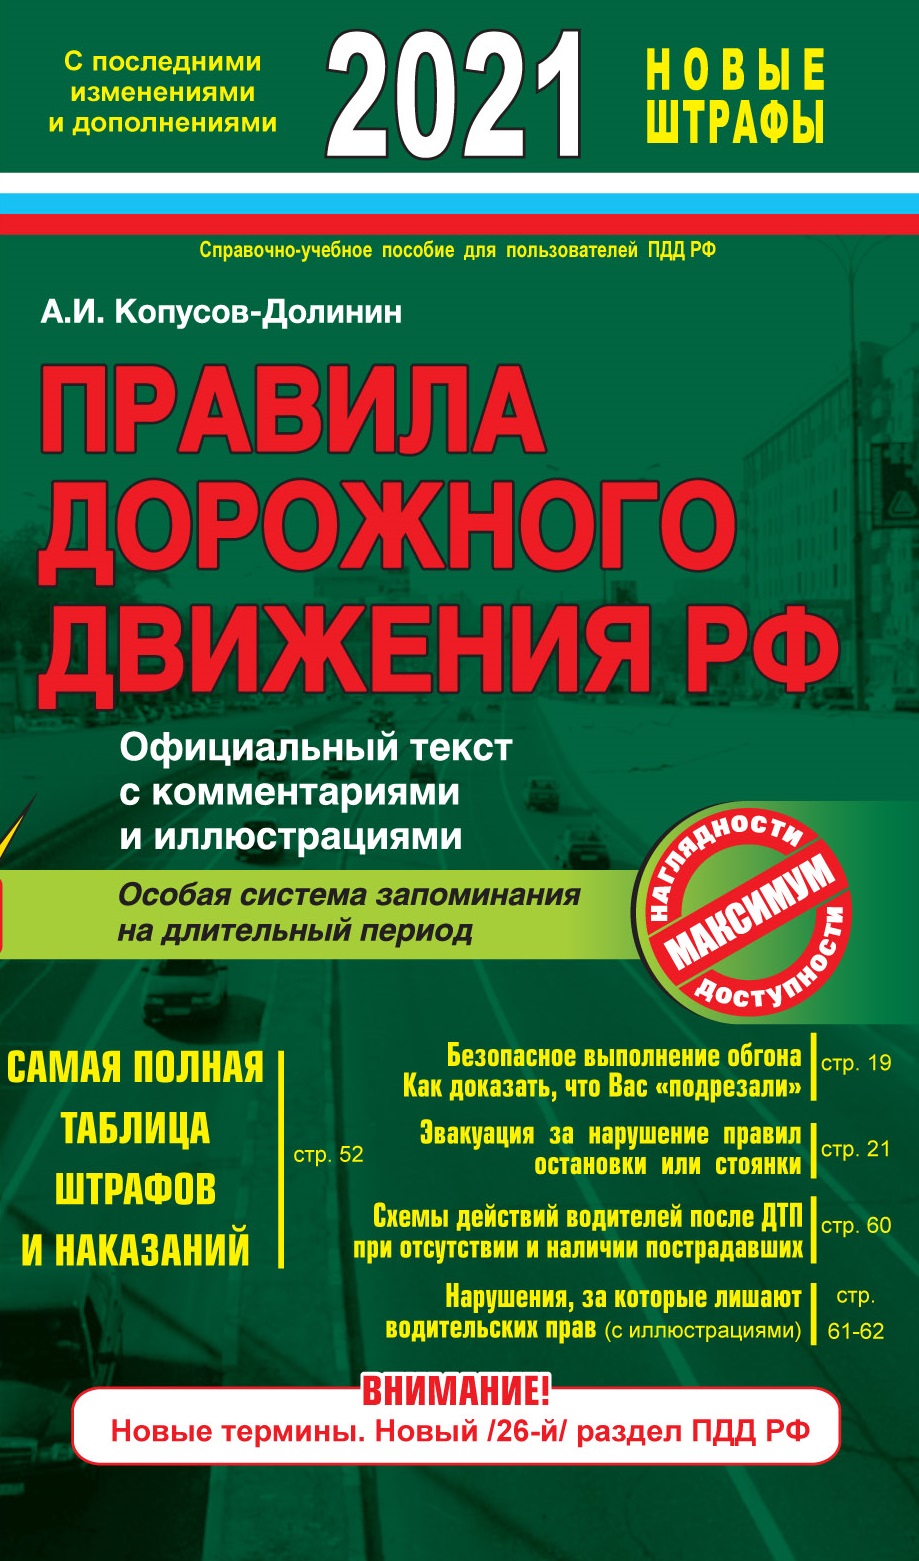 С последними
изменениями
и дополнениями
2021
НОВЫЕ
ШТРАФЫ
Справочно-учебное пособие для пользователей ПДД РФ
А.И. Копусов-Долинин
ПРАВИЛА
ДОРОЖНОГО
ДВИЖЕНИЯ РФ
Официальный текст
с комментариями
и иллюстрациями
Особая система запоминания
на длительный период
НАГЛЯДНОСТИ
МАКСИМУМ
ДОСТУПНОСТИ
САМАЯ ПОЛНАЯ
ТАБЛИЦА
ШТРАФОВ
И НАКАЗАНИЙ
стр. 52
Безопасное выполнение обгона
Как доказать, что Вас «подрезали»
стр. 19
Эвакуация за нарушение правил
остановки или стоянки
стр. 21
Схемы действий водителей после ДТП
при отсутствии и наличии пострадавших
стр. 60
Нарушения, за которые лишают
водительских прав (с иллюстрациями)
стр.
61-62
ВНИМАНИЕ!
Новые термины. Новый /26-й/ раздел ПДД РФ